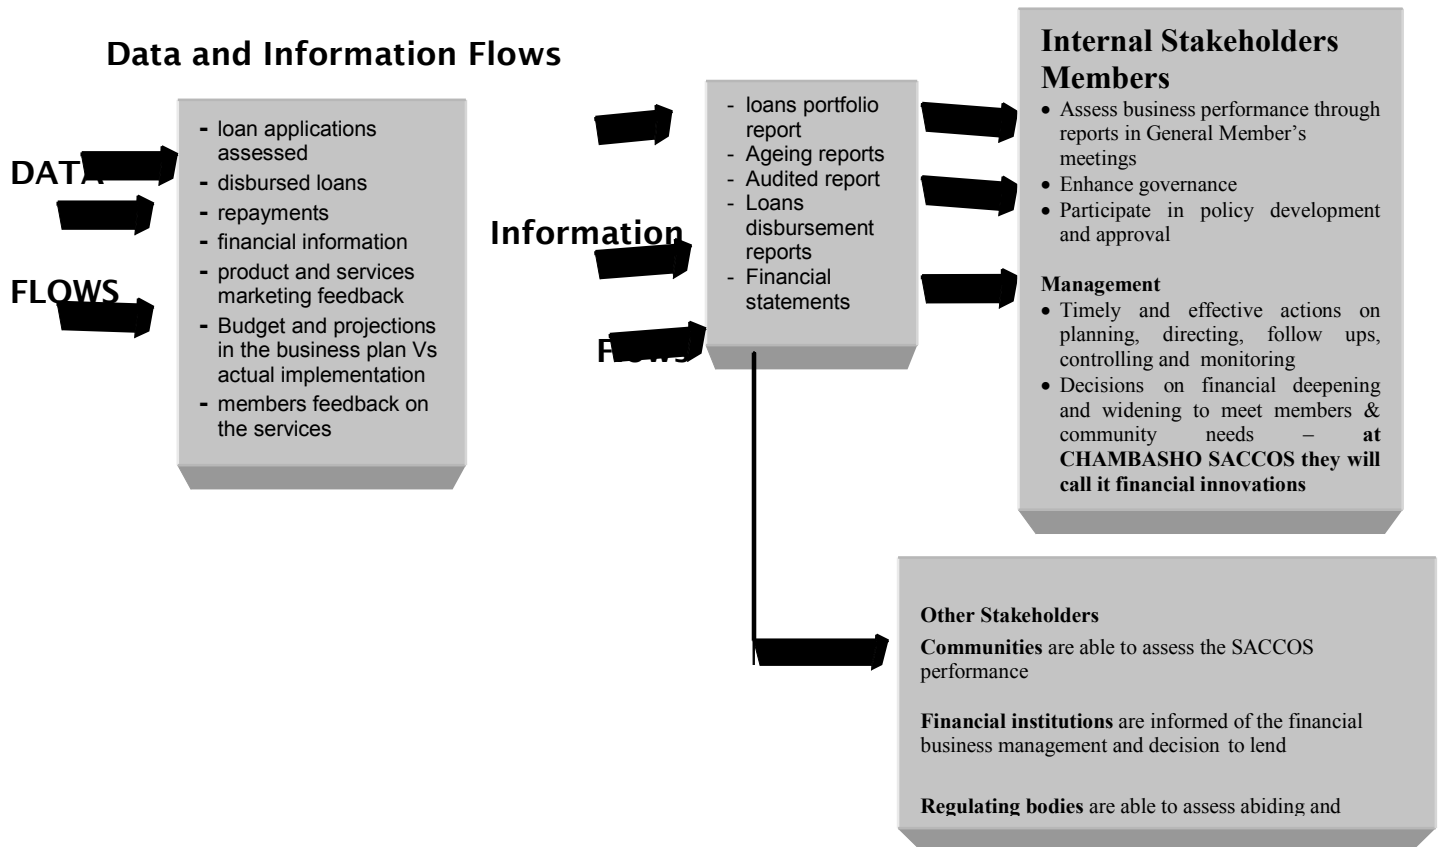 Data and Information Flows
DATA
FLOWS
- loan applications
assessed
- disbursed loans
- repayments
- financial information
- product and services
marketing feedback
- Budget and projections
in the business plan Vs
actual implementation
- members feedback on
the services
Information
Flows
- loans portfolio
report
- Ageing reports
- Audited report
- Loans
disbursement
reports
- Financial
statements
Internal Stakeholders
Members
• Assess business performance through
reports in General Member’s
meetings
• Enhance governance
• Participate in policy development
and approval
Management
• Timely and effective actions on
planning, directing, follow ups,
controlling and monitoring
• Decisions on financial deepening
and widening to meet members &
community needs – at
CHAMBASHO SACCOS they will
call it financial innovations
Other Stakeholders
Communities are able to assess the SACCOS
performance
Financial institutions are informed of the financial
business management and decision to lend
Regulating bodies are able to assess abiding and